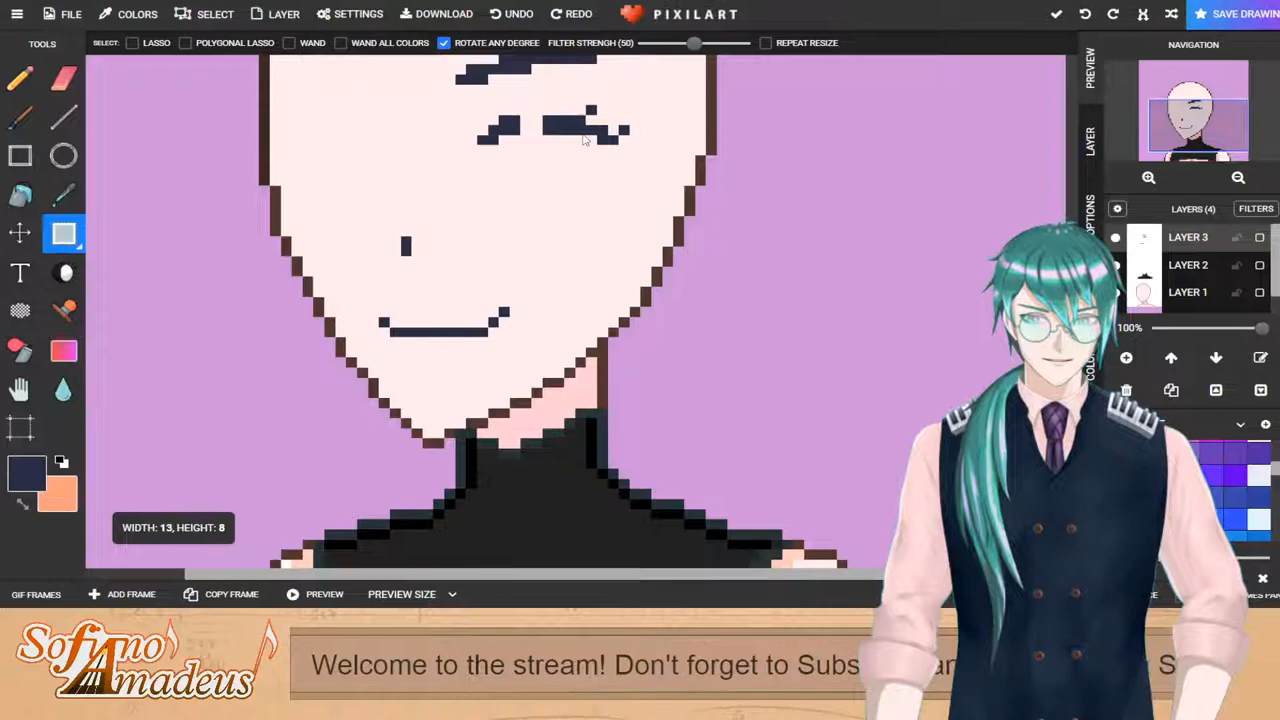 FILE COLORS SELECT LAYER SETTINGS DOWNLOAD UNDO REDO PIXILART SAVE DRAWIN
TOOLS SELECT: LASSO POLYGONAL LASSO WAND WAND ALL COLORS ROTATE ANY DEGREE FILTER STRENGH (50) REPEAT RESIZE NAVIGATION
PREVIEW
LAYER
LAYERS (4) FILTERS
LAYER 3
LAYER 2
LAYER 1
100%
T
WIDTH: 13, HEIGHT: 8
GIF FRAMES ADD FRAME COPY FRAME PREVIEW PREVIEW SIZE
Sofiano
Amadeus
Welcome to the stream! Don't forget to Subs